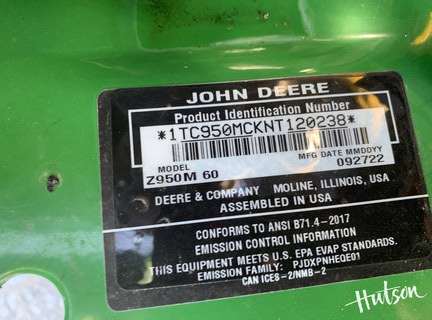 JOHN DEERE
Product Identification Number
*1TC950MCKNT120238*
MODEL
MFG DATE MMDDYY
Z950M 60
092722
DEERE & COMPANY MOLINE, ILLINOIS, USA
ASSEMBLED IN USA
CONFORMS TO ANSI B71.4-2017
EMISSION CONTROL INFORMATION
THIS EQUIPMENT MEETS U.S. EPA EVAP STANDARDS.
EMISSION FAMILY: PJDXPNHEQE01
CAN ICES-2/NMB-2
Hutson